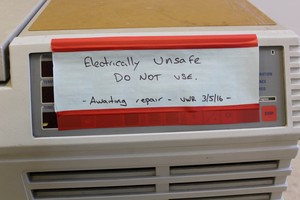 Electrically Unsafe
DO NOT USE.
- Awaiting repair - VWR 3/5/16 -